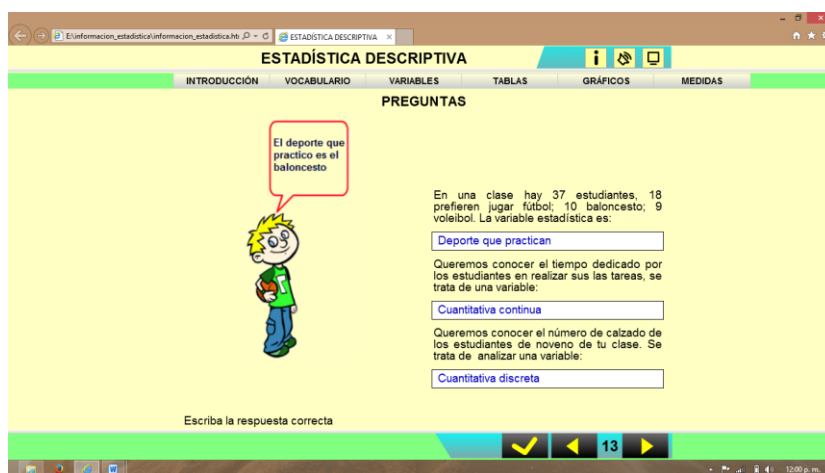 E:\informacion_estadistica\informacion_estadistica.ht
ESTADÍSTICA DESCRIPTIVA
ESTADÍSTICA DESCRIPTIVA
INTRODUCCIÓN VOCABULARIO VARIABLES TABLAS GRÁFICOS MEDIDAS
PREGUNTAS
El deporte que
practico es el
baloncesto
En una clase hay 37 estudiantes, 18
prefieren jugar fútbol; 10 baloncesto; 9
voleibol. La variable estadística es:
Deporte que practican
Queremos conocer el tiempo dedicado por
los estudiantes en realizar sus las tareas, se
trata de una variable:
Cuantitativa continua
Queremos conocer el número de calzado de
los estudiantes de noveno de tu clase. Se
trata de analizar una variable:
Cuantitativa discreta
Escriba la respuesta correcta
13
12:00 p.m.